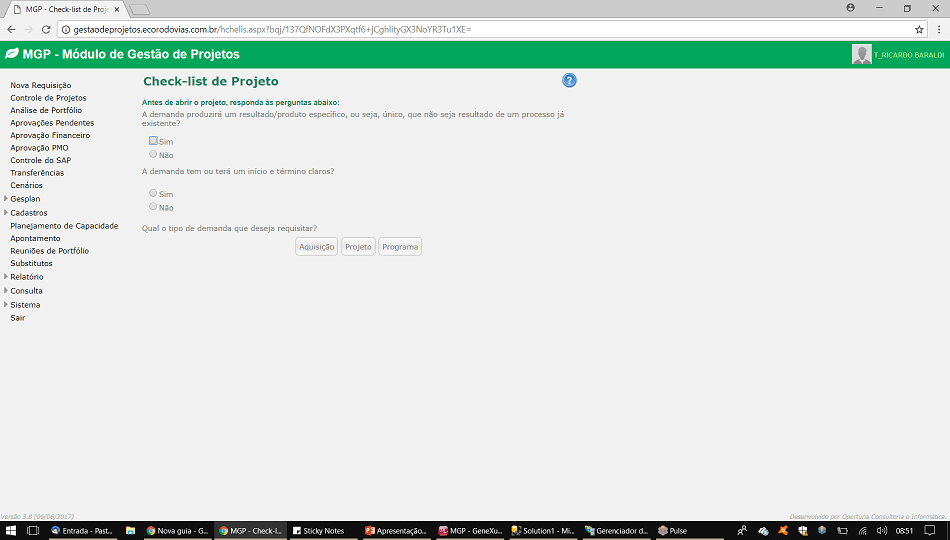 MGP - Check-list de Proje
gestaodeprojetos.ecorodovias.com.br/hchelis.aspx?bqj/137QfNOFdX3PXqtf6+jCghlityGX3NoYR3Tu1XE=
MGP - Módulo de Gestão de Projetos
T_RICARDO BARALDI
Nova Requisição
Controle de Projetos
Análise de Portfólio
Aprovações Pendentes
Aprovação Financeiro
Aprovação PMO
Controle do SAP
Transferências
Cenários
Gesplan
Cadastros
Planejamento de Capacidade
Apontamento
Reuniões de Portfólio
Substitutos
Relatório
Consulta
Sistema
Sair
Check-list de Projeto
?
Antes de abrir o projeto, responda às perguntas abaixo:
A demanda produzirá um resultado/produto específico, ou seja, único, que não seja resultado de um processo já
existente?
Sim
Não
A demanda tem ou terá um início e término claros?
Sim
Não
Qual o tipo de demanda que deseja requisitar?
Aquisição Projeto Programa
Versão 5.8 (06/06/2017)
Desenvolvido por Oportuna Consultoria e Informática.
Entrada - Past...
Nova guia - G...
MGP - Check-l...
Sticky Notes
Apresentação...
MGP - GeneXu...
Solution1 - Mi...
Gerenciador d...
Pulse
08:51